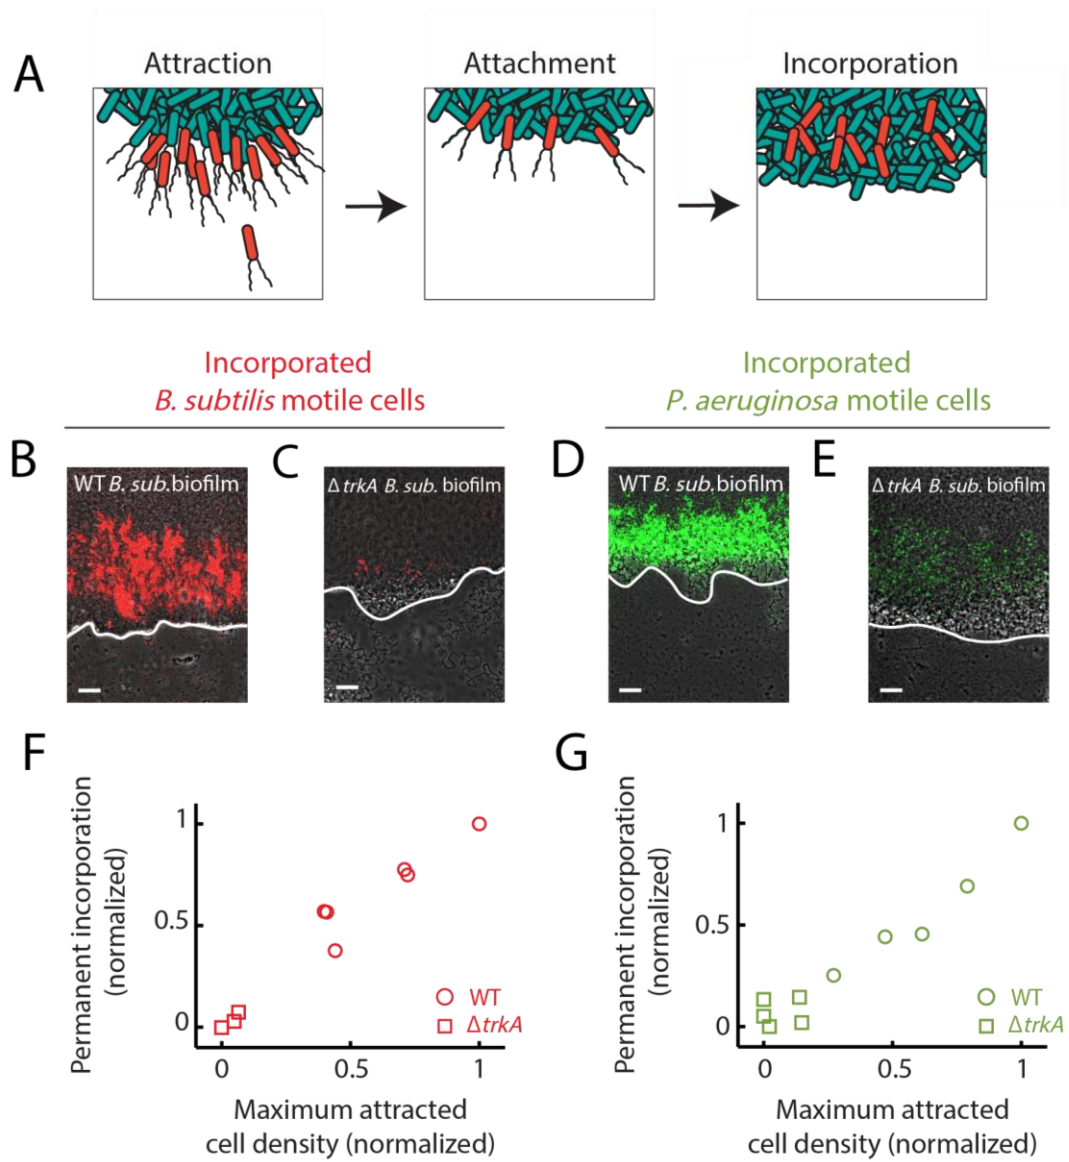 A
Attraction
Attachment
Incorporation
Incorporated
B. subtilis motile cells
Incorporated
P. aeruginosa motile cells
B
WT B. sub.biofilm
C
Δ trkA B. sub. biofilm
D
WT B. sub.biofilm
E
Δ trkA B. sub. biofilm
F
Permanent incorporation
(normalized)
1
0.5
0
0
0.5
1
WT
ΔtrkA
Maximum attracted
cell density (normalized)
G
Permanent incorporation
(normalized)
1
0.5
0
0
0.5
1
WT
ΔtrkA
Maximum attracted
cell density (normalized)